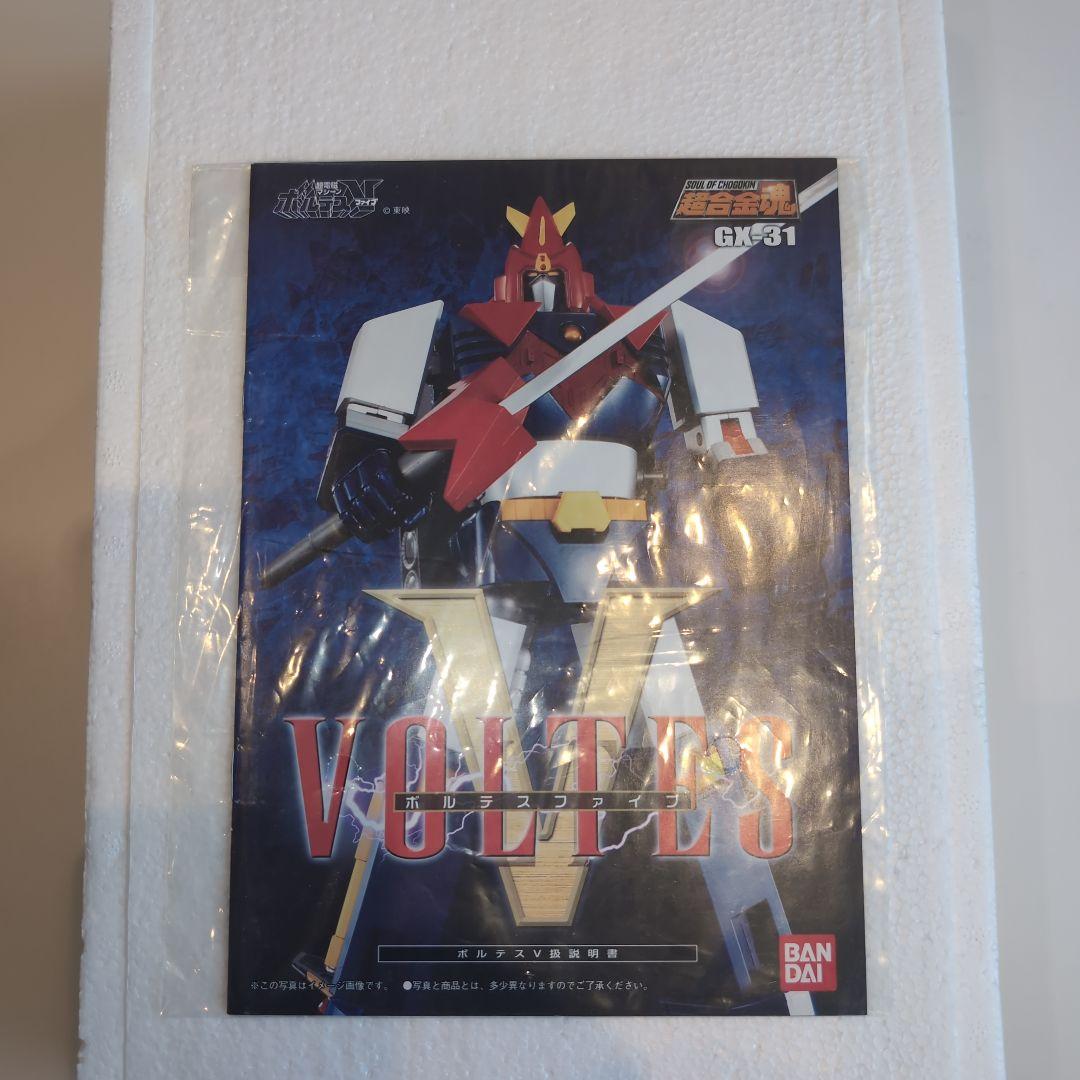 超電磁
マシーン
ボルテスV
ファイブ
© 東映
SOUL OF CHOGOKIN
超合金魂
GX-31
V
VOLTES
ボルテスファイブ
ボルテスV取扱説明書
BAN
DAI
※この写真はイメージ画像です。 ●写真と商品とは、多少異なりますのでご了承ください。